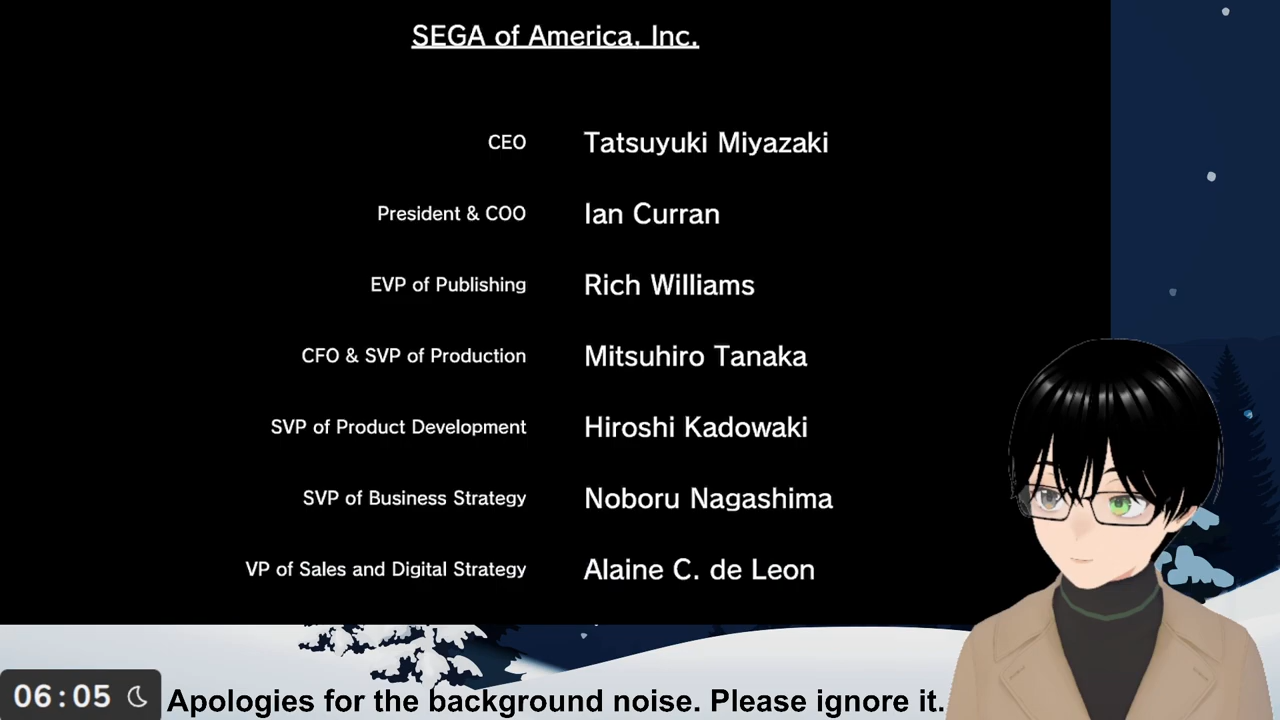 SEGA of America, Inc.
CEO Tatsuyuki Miyazaki
President & COO Ian Curran
EVP of Publishing Rich Williams
CFO & SVP of Production Mitsuhiro Tanaka
SVP of Product Development Hiroshi Kadowaki
SVP of Business Strategy Noboru Nagashima
VP of Sales and Digital Strategy Alaine C. de Leon
06:05 Apologies for the background noise. Please ignore it.